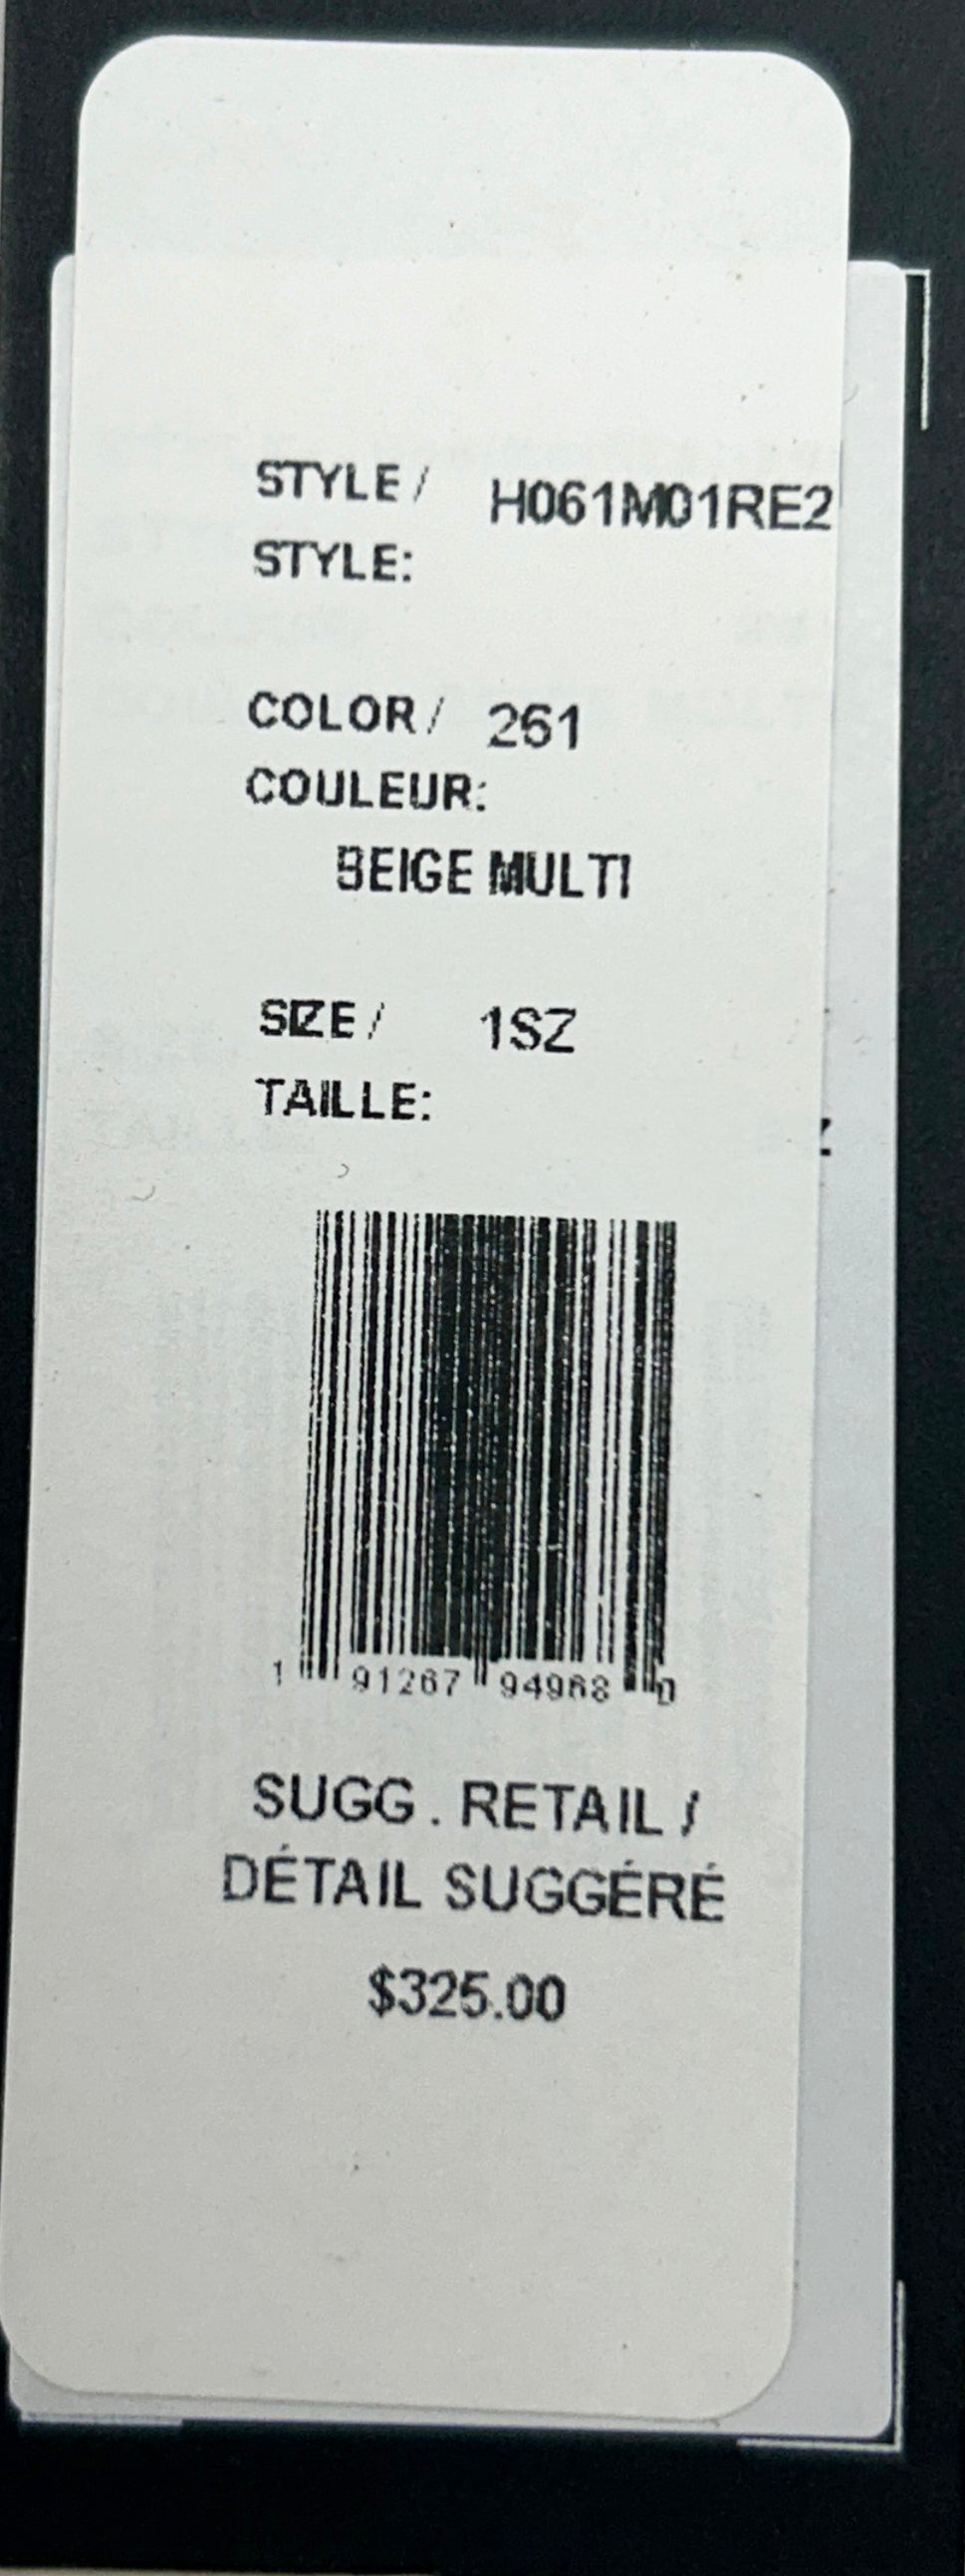 STYLE / H061M01RE2
STYLE:
COLOR / 261
COULEUR:
BEIGE MULTI
SIZE / 1SZ
TAILLE:
1 91267 94968 0
SUGG. RETAIL /
DÉTAIL SUGGÉRÉ
$325.00